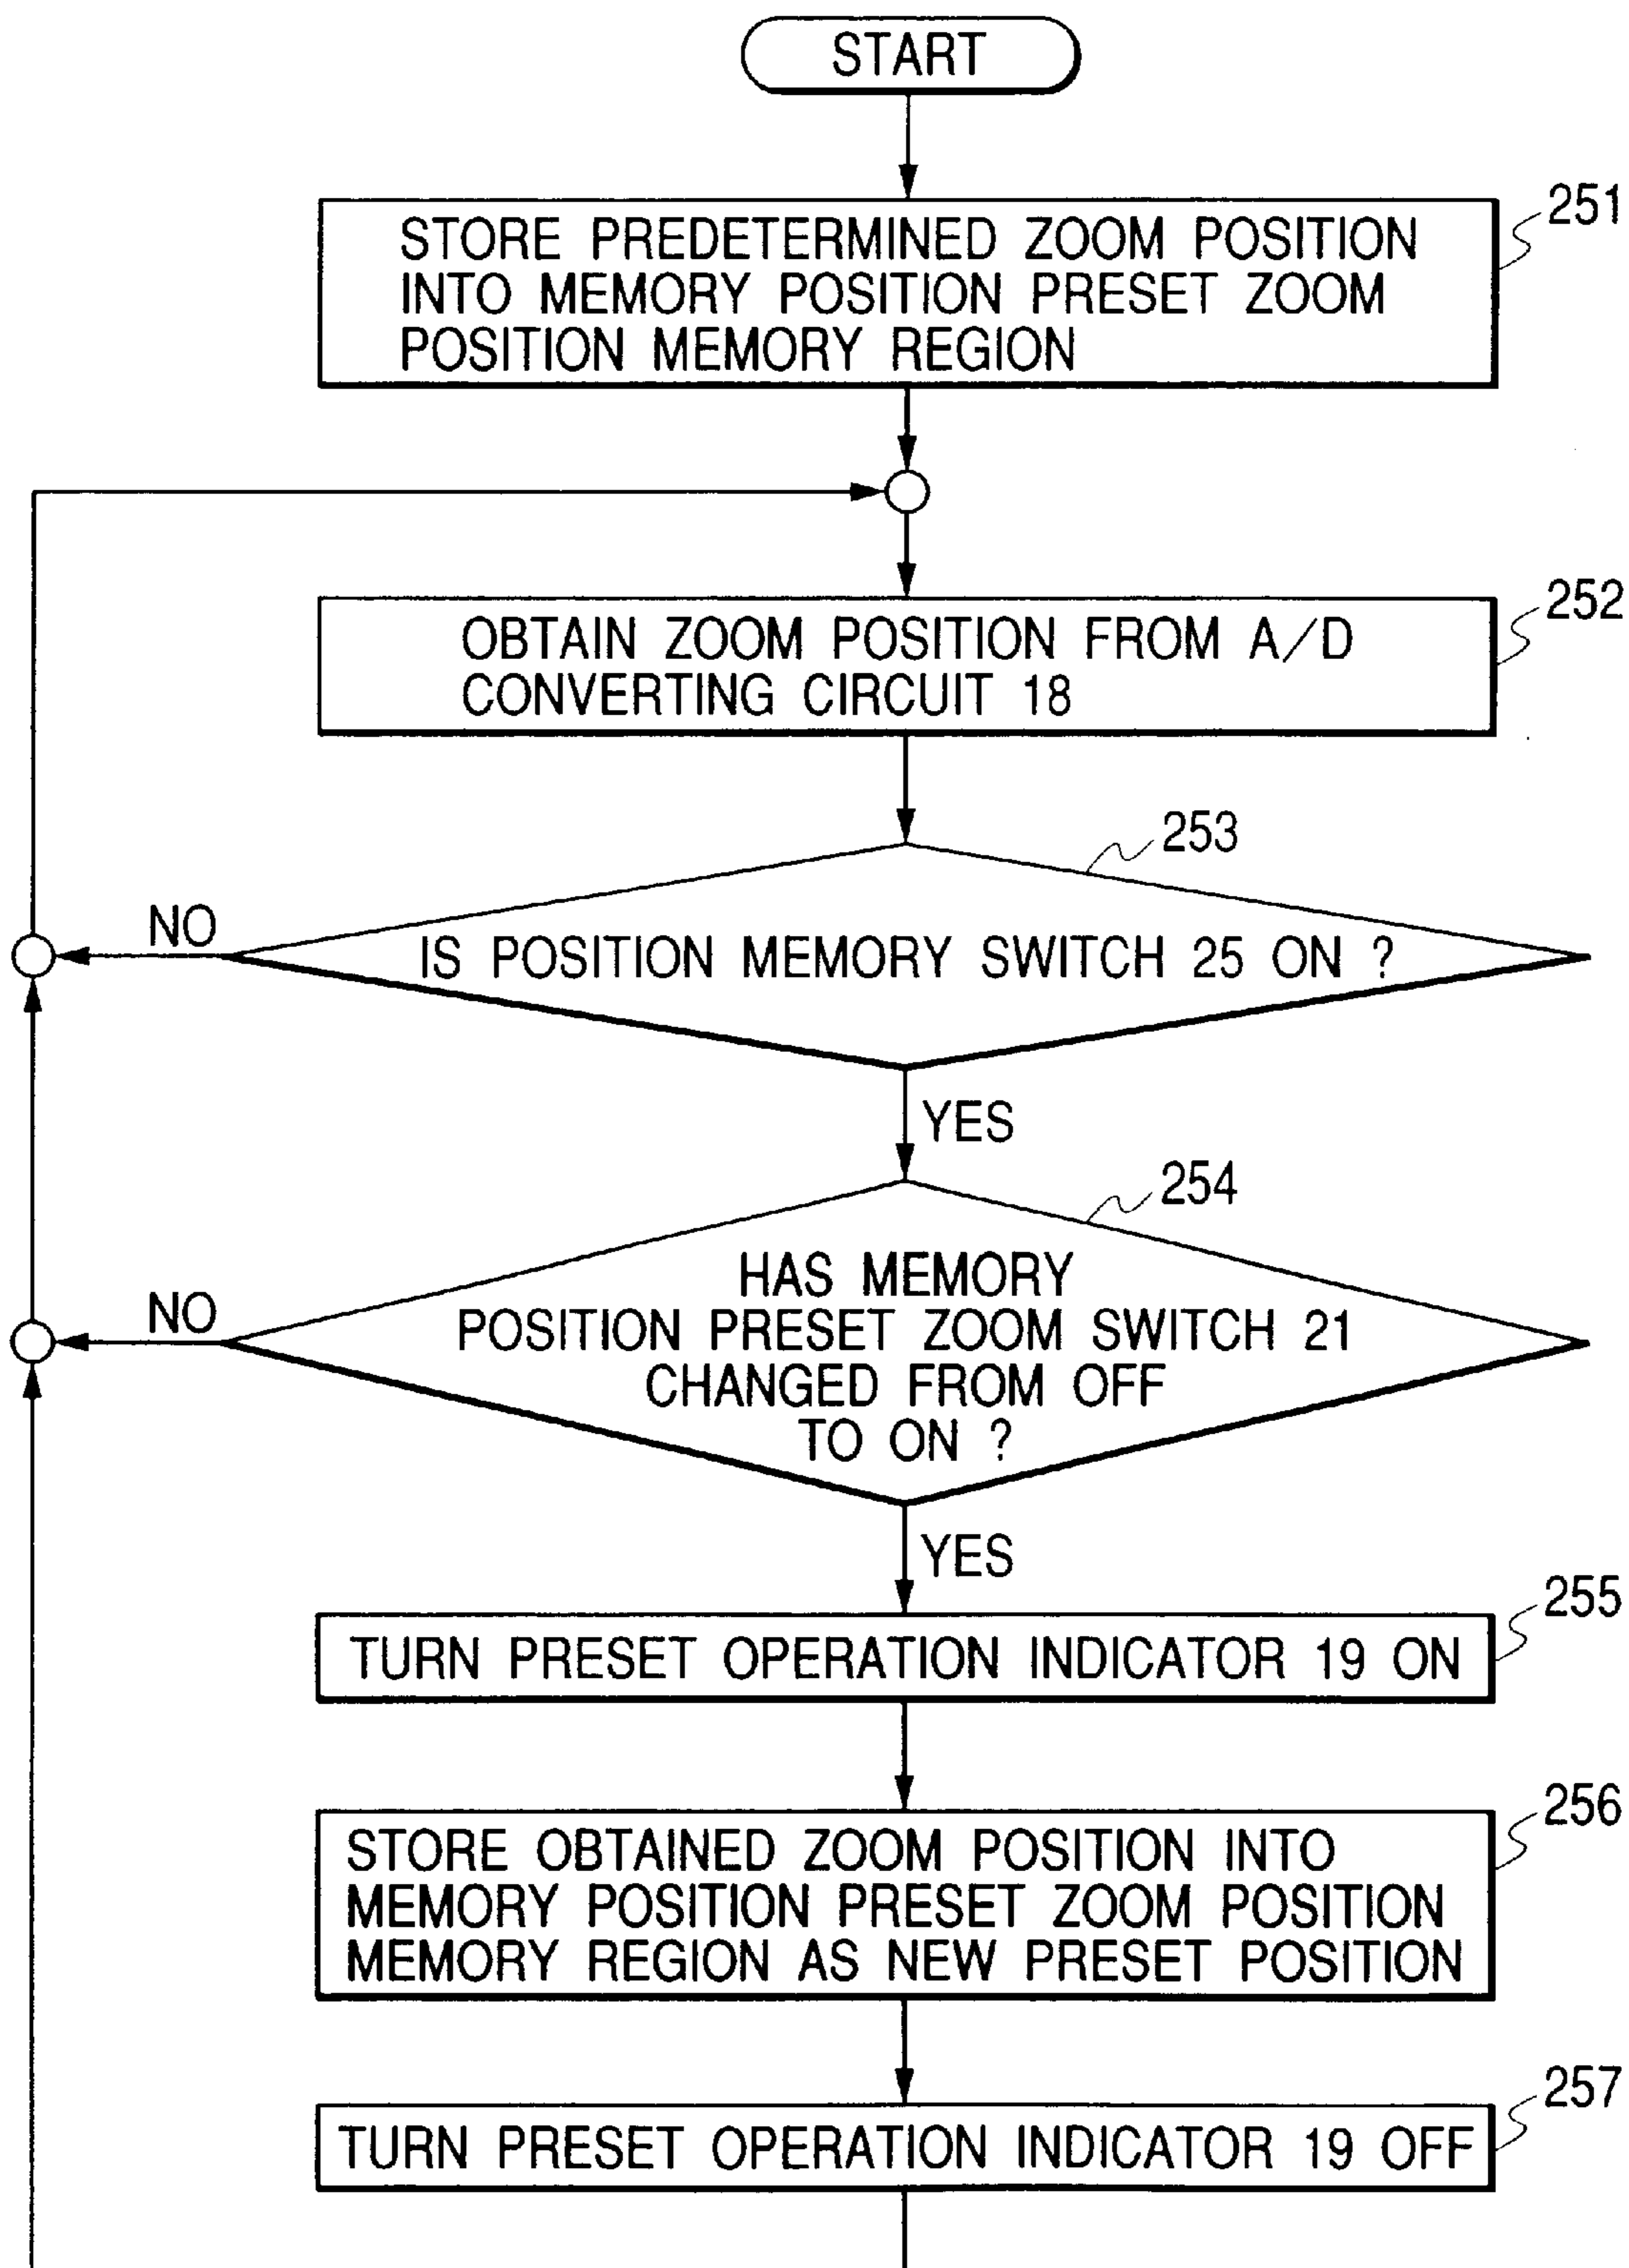 START
251
STORE PREDETERMINED ZOOM POSITION
INTO MEMORY POSITION PRESET ZOOM
POSITION MEMORY REGION
252
OBTAIN ZOOM POSITION FROM A/D
CONVERTING CIRCUIT 18
253
NO
IS POSITION MEMORY SWITCH 25 ON ?
YES
254
HAS MEMORY
NO
POSITION PRESET ZOOM SWITCH 21
CHANGED FROM OFF
TO ON ?
YES
255
TURN PRESET OPERATION INDICATOR 19 ON
256
STORE OBTAINED ZOOM POSITION INTO
MEMORY POSITION PRESET ZOOM POSITION
MEMORY REGION AS NEW PRESET POSITION
257
TURN PRESET OPERATION INDICATOR 19 OFF